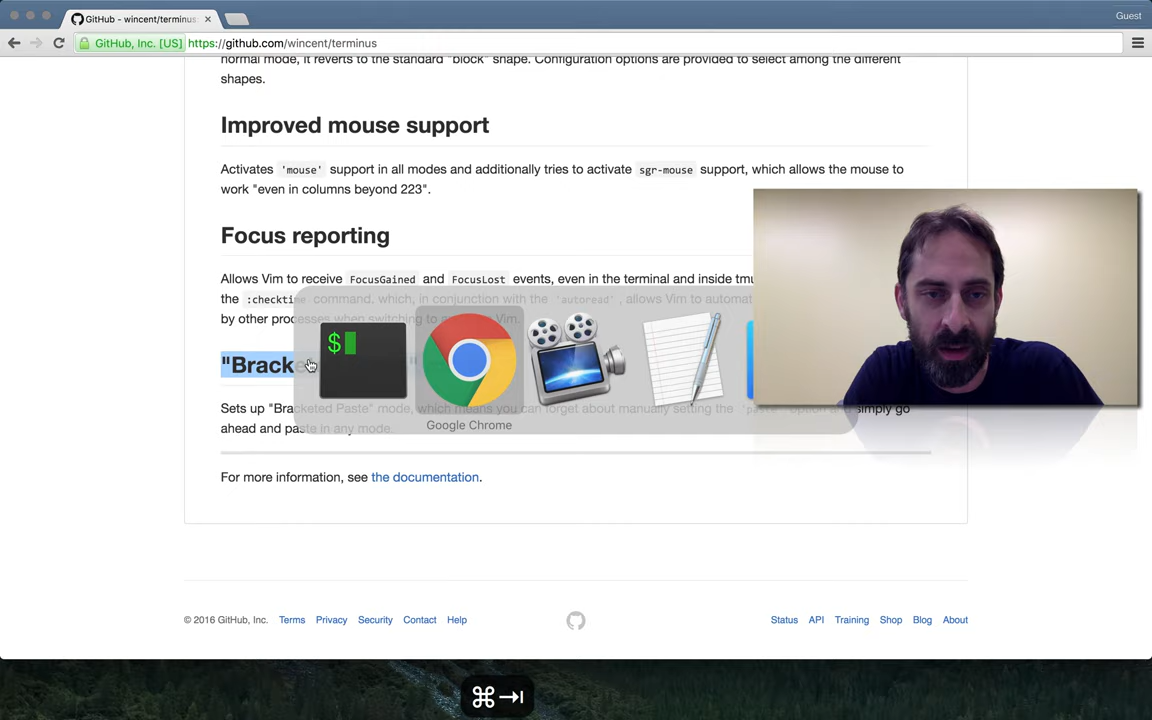 GitHub - wincent/terminus:
Guest
GitHub, Inc. [US] https://github.com/wincent/terminus
normal mode, it reverts to the standard "block" shape. Configuration options are provided to select among the different
shapes.
Improved mouse support
Activates 'mouse' support in all modes and additionally tries to activate sgr-mouse support, which allows the mouse to
work "even in columns beyond 223".
Focus reporting
Allows Vim to receive FocusGained and FocusLost events, even in the terminal and inside
the :checktime command, which, in conjunction with the 'autoread', allows Vim to
by other processes when switching to
"Bracke
$
Sets up "Bracketed Paste" mode, which means you can forget about manually setting the 'paste' option and simply go
ahead and paste in any mode.
Google Chrome
For more information, see the documentation.
© 2016 GitHub, Inc. Terms Privacy Security Contact Help
Status API Training Shop Blog About
⌘⇥